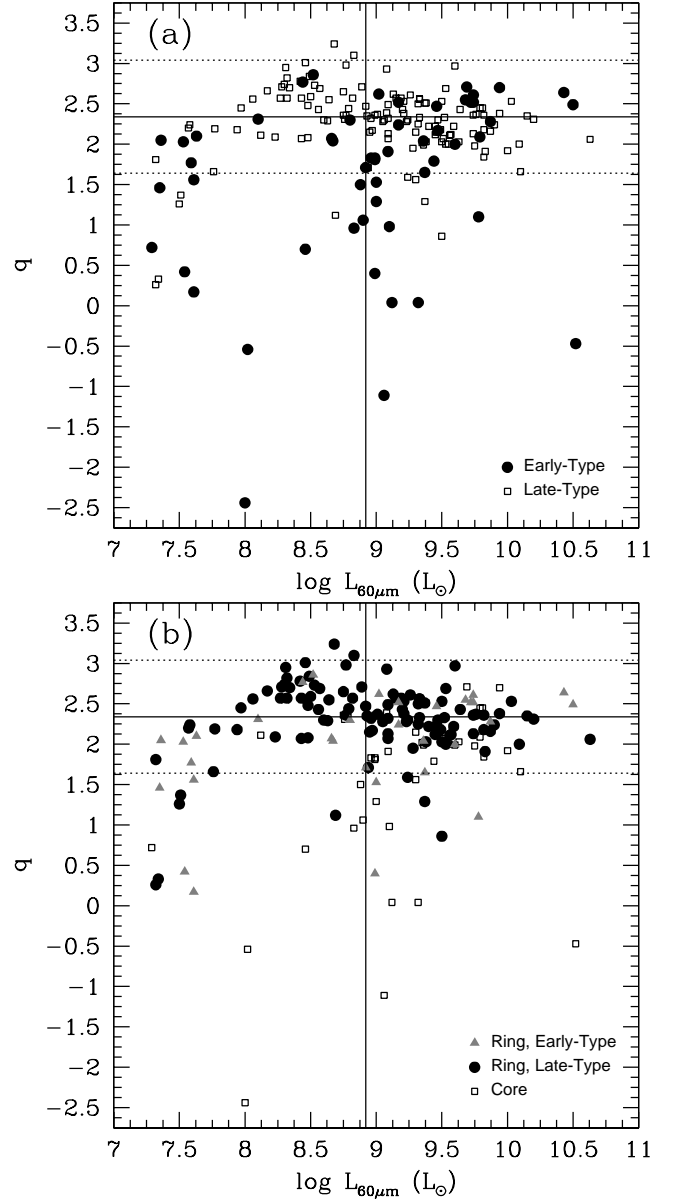 (a)
3.5
3
2.5
2
1.5
1
0.5
0
−0.5
−1
−1.5
−2
−2.5
q
Early-Type
Late-Type
7 7.5 8 8.5 9 9.5 10 10.5 11
log L60μm (L⊙)
(b)
3.5
3
2.5
2
1.5
1
0.5
0
−0.5
−1
−1.5
−2
−2.5
q
Ring, Early-Type
Ring, Late-Type
Core
7 7.5 8 8.5 9 9.5 10 10.5 11
log L60μm (L⊙)